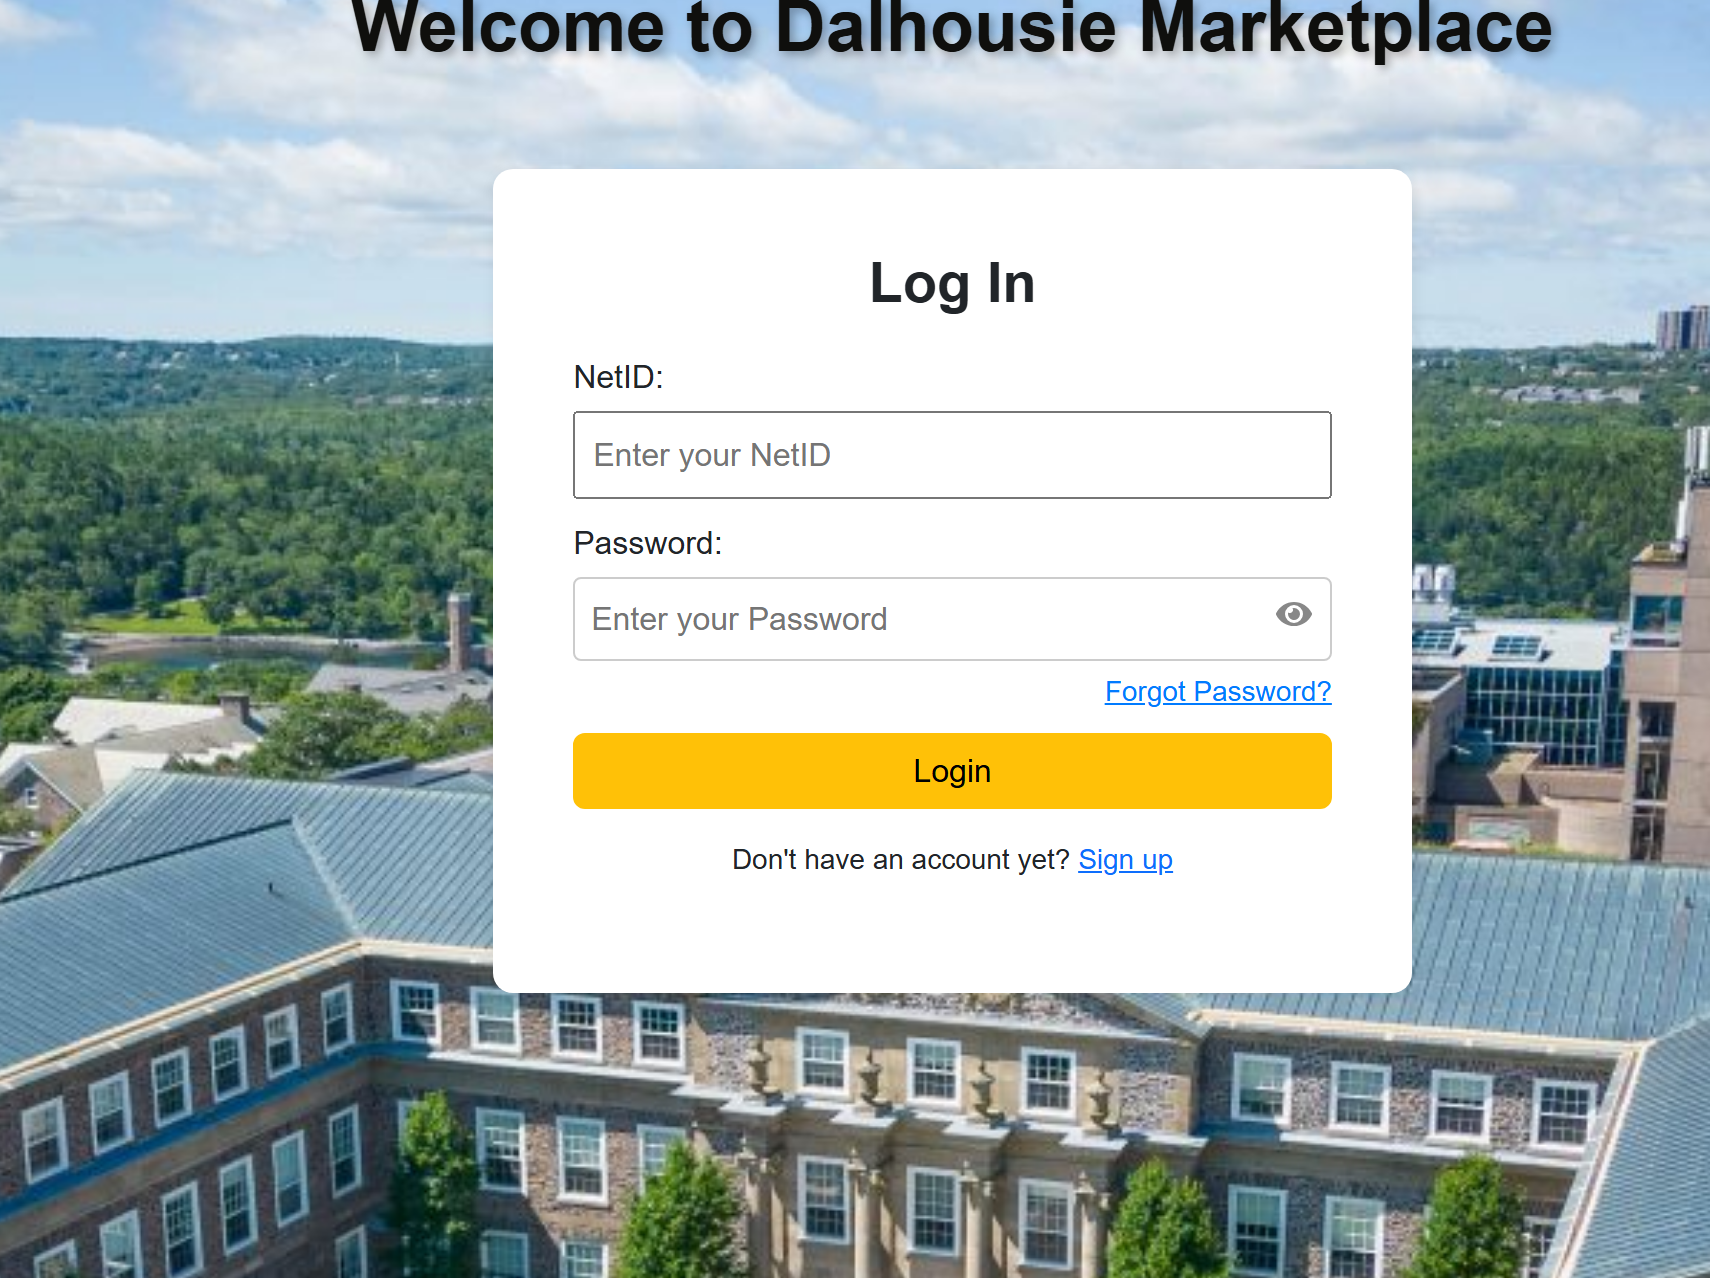 Welcome to Dalhousie Marketplace
Log In
NetID:
Enter your NetID
Password:
Enter your Password
Forgot Password?
Login
Don't have an account yet? Sign up